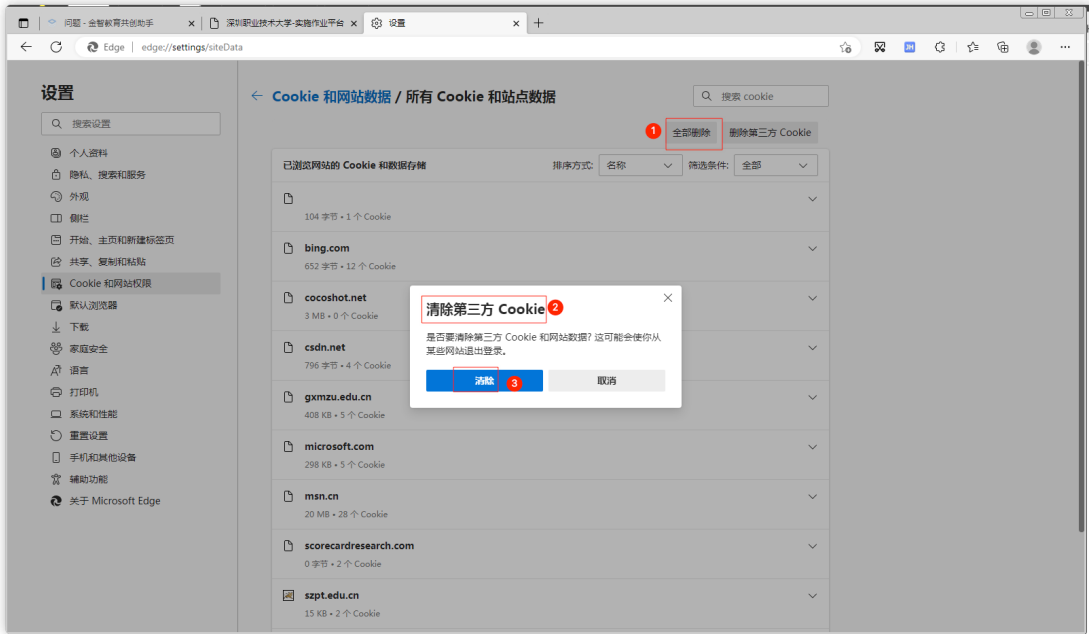 问题 - 金智教育共创助手
深圳职业技术大学-实施作业平台
设置
Edge
edge://settings/siteData
JH
设置
搜索设置
个人资料
隐私、搜索和服务
外观
侧栏
开始、主页和新建标签页
共享、复制和粘贴
Cookie 和网站权限
默认浏览器
下载
家庭安全
语言
打印机
系统和性能
重置设置
手机和其他设备
辅助功能
关于 Microsoft Edge
Cookie 和网站数据 / 所有 Cookie 和站点数据
搜索 cookie
1
全部删除
删除第三方 Cookie
已浏览网站的 Cookie 和数据存储
排序方式: 名称
筛选条件: 全部
104 字节 • 1 个 Cookie
bing.com
652 字节 • 12 个 Cookie
cocoshot.net
3 MB • 0 个 Cookie
csdn.net
796 字节 • 4 个 Cookie
gxmzu.edu.cn
408 KB • 5 个 Cookie
microsoft.com
298 KB • 5 个 Cookie
msn.cn
20 MB • 28 个 Cookie
scorecardresearch.com
0 字节 • 2 个 Cookie
szpt.edu.cn
15 KB • 2 个 Cookie
清除第三方 Cookie
2
是否要清除第三方 Cookie 和网站数据? 这可能会使你从
某些网站退出登录。
清除
3
取消